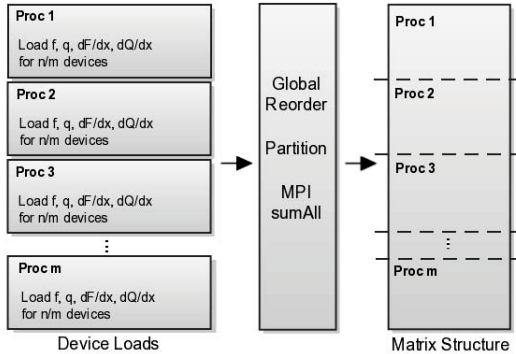 Proc 1
Load f, q, dF/dx, dQ/dx
for n/m devices
Proc 2
Load f, q, dF/dx, dQ/dx
for n/m devices
Proc 3
Load f, q, dF/dx, dQ/dx
for n/m devices
Proc m
Load f, q, dF/dx, dQ/dx
for n/m devices
Device Loads
Global
Reorder
Partition
MPI
sumAll
Proc 1
Proc 2
Proc 3
Proc m
Matrix Structure